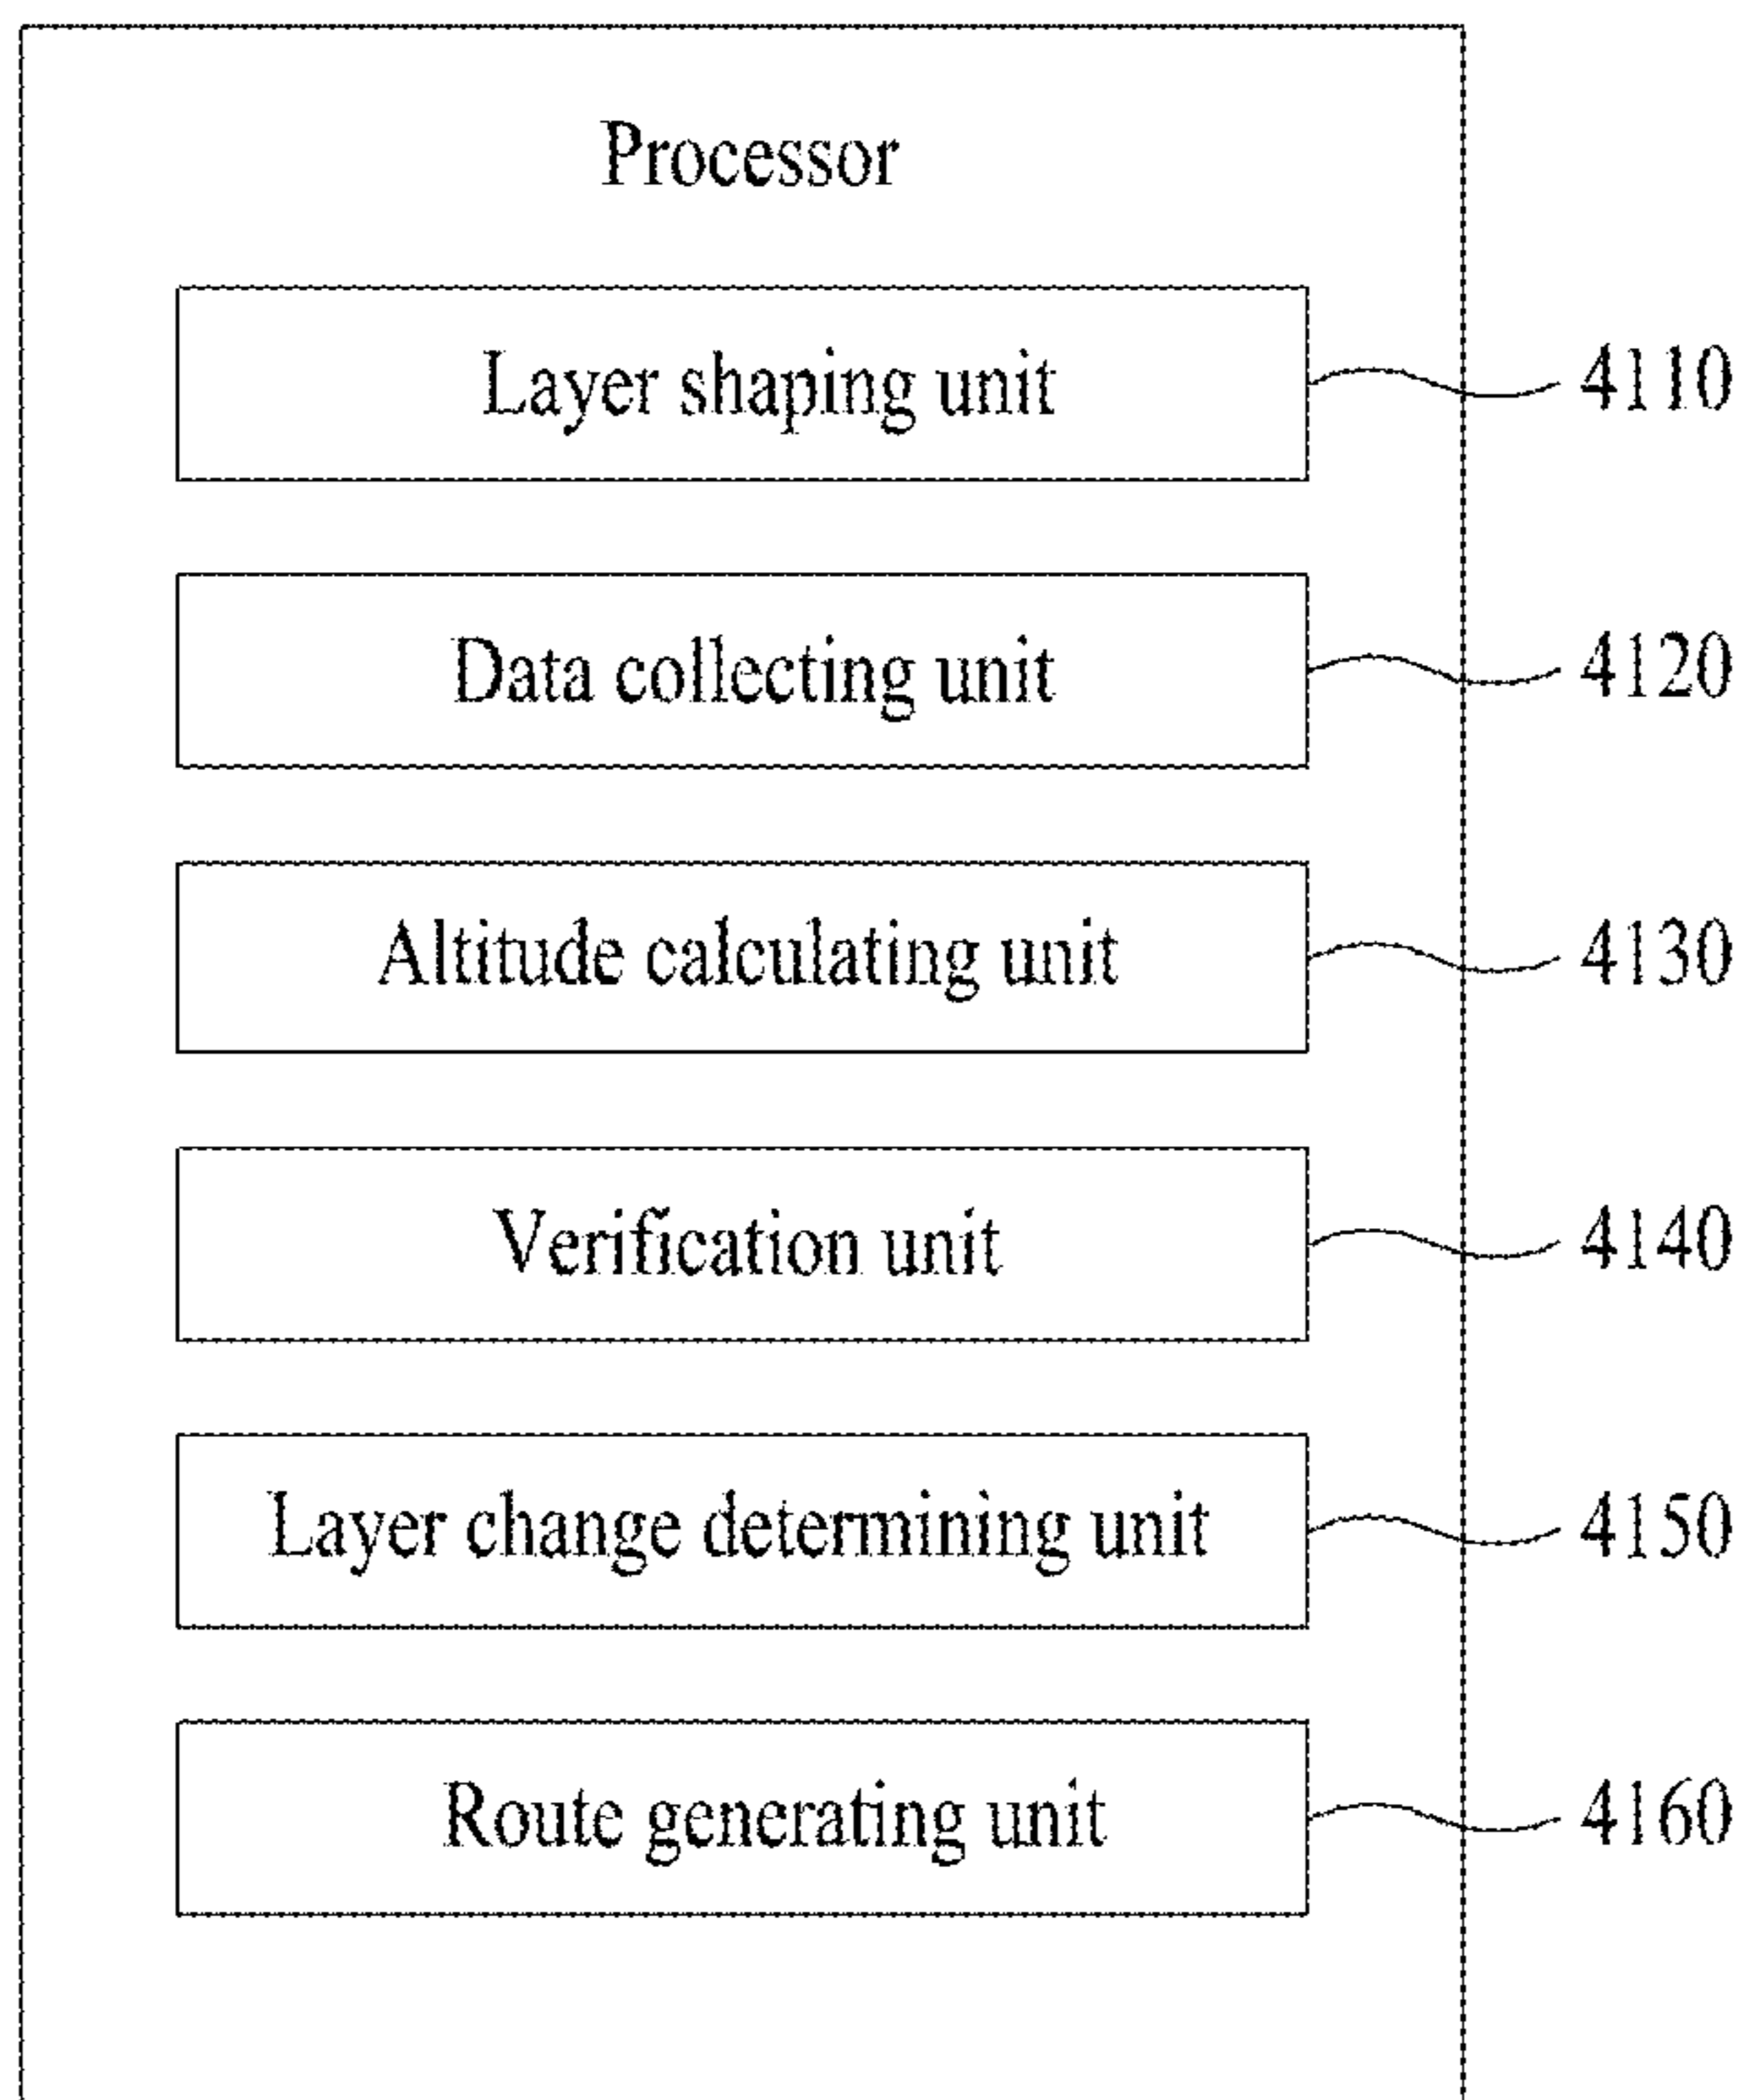 Processor
Layer shaping unit
4110
Data collecting unit
4120
Altitude calculating unit
4130
Verification unit
4140
Layer change determining unit
4150
Route generating unit
4160